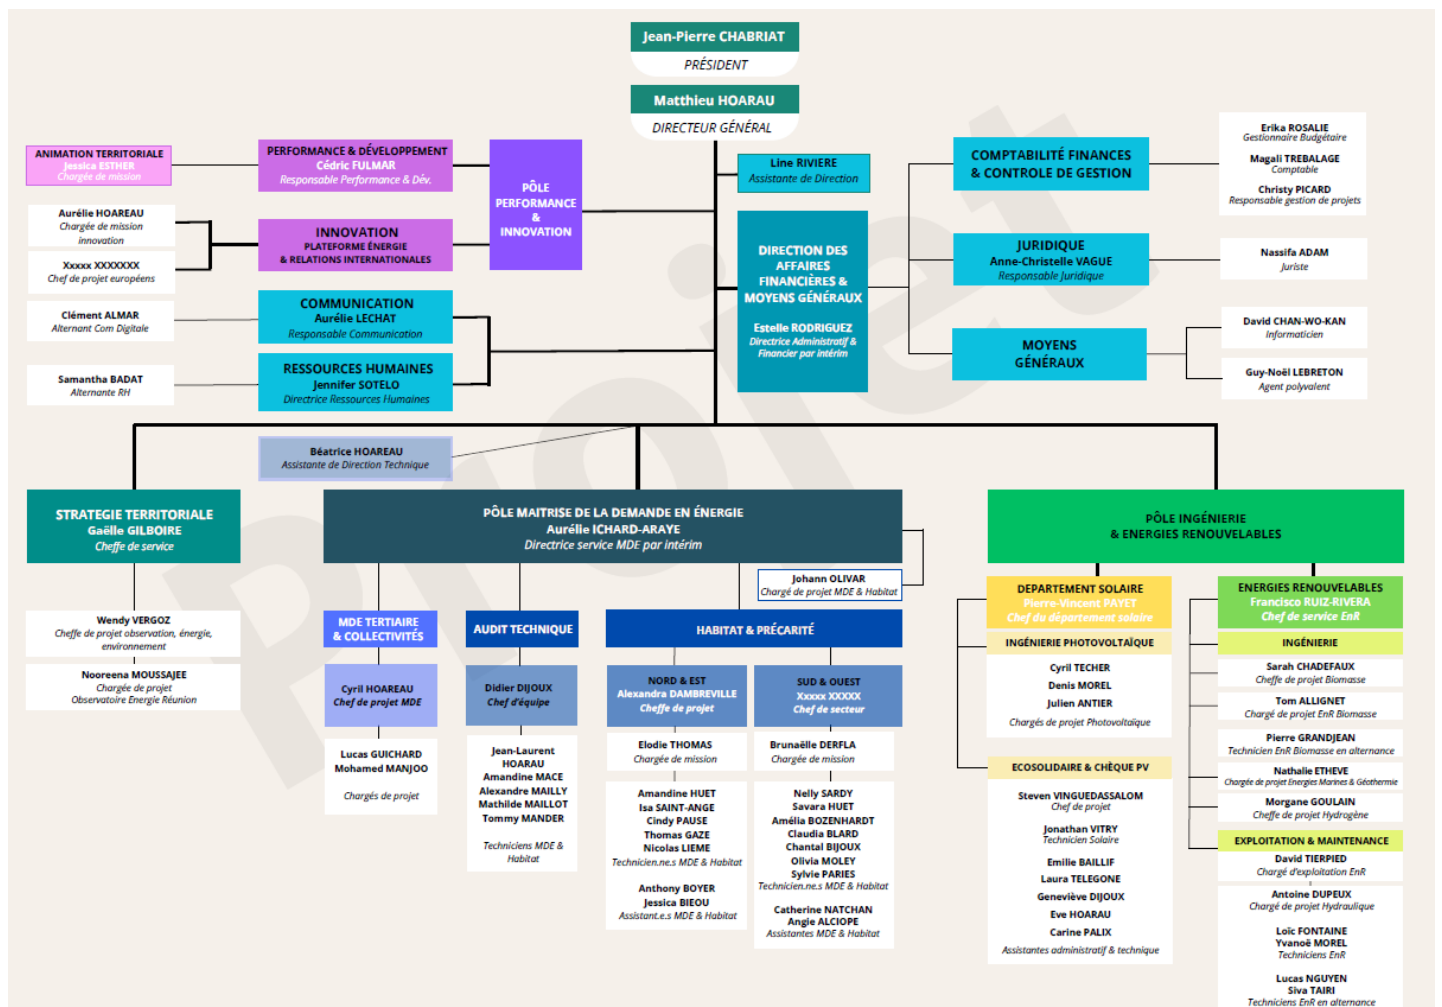 Jean-Pierre CHABRIAT
PRÉSIDENT
Matthieu HOARAU
DIRECTEUR GÉNÉRAL
Projet
ANIMATION TERRITORIALE
Jessica ESTHER
Chargée de mission
PERFORMANCE & DÉVELOPPEMENT
Cédric FULMAR
Responsable Performance & Dév.
PÔLE
PERFORMANCE
&
INNOVATION
Aurélie HOAREAU
Chargée de mission
innovation
Xxxxx XXXXXXX
Chef de projet européens
INNOVATION
PLATEFORME ÉNERGIE
& RELATIONS INTERNATIONALES
Clément ALMAR
Alternant Com Digitale
COMMUNICATION
Aurélie LECHAT
Responsable Communication
Samantha BADAT
Alternante RH
RESSOURCES HUMAINES
Jennifer SOTELO
Directrice Ressources Humaines
Line RIVIERE
Assistante de Direction
DIRECTION DES
AFFAIRES
FINANCIÈRES &
MOYENS GÉNÉRAUX
Estelle RODRIGUEZ
Directrice Administratif &
Financier par intérim
COMPTABILITÉ FINANCES
& CONTROLE DE GESTION
Erika ROSALIE
Gestionnaire Budgétaire
Magali TREBALAGE
Comptable
Christy PICARD
Responsable gestion de projets
JURIDIQUE
Anne-Christelle VAGUE
Responsable Juridique
Nassifa ADAM
Juriste
MOYENS
GÉNÉRAUX
David CHAN-WO-KAN
Informaticien
Guy-Noël LEBRETON
Agent polyvalent
Béatrice HOAREAU
Assistante de Direction Technique
STRATEGIE TERRITORIALE
Gaëlle GILBOIRE
Cheffe de service
Wendy VERGOZ
Cheffe de projet observation, énergie,
environnement
Nooreena MOUSSAJEE
Chargée de projet
Observatoire Energie Réunion
PÔLE MAITRISE DE LA DEMANDE EN ÉNERGIE
Aurélie ICHARD-ARAYE
Directrice service MDE par intérim
Johann OLIVAR
Chargé de projet MDE & Habitat
MDE TERTIAIRE
& COLLECTIVITÉS
Cyril HOAREAU
Chef de projet MDE
Lucas GUICHARD
Mohamed MANJOO
Chargés de projet
AUDIT TECHNIQUE
Didier DIJOUX
Chef d'équipe
Jean-Laurent
HOARAU
Amandine MACE
Alexandre MAILLY
Mathilde MAILLOT
Tommy MANDER
Techniciens MDE &
Habitat
HABITAT & PRÉCARITÉ
NORD & EST
Alexandra DAMBREVILLE
Cheffe de projet
Elodie THOMAS
Chargée de mission
Amandine HUET
Isa SAINT-ANGE
Cindy PAUSE
Thomas GAZE
Nicolas LIEME
Technicien.ne.s MDE & Habitat
Anthony BOYER
Jessica BIEOU
Assistant.e.s MDE & Habitat
SUD & OUEST
Xxxxx XXXXX
Chef de secteur
Brunaëlle DERFLA
Chargée de mission
Nelly SARDY
Savara HUET
Amélia BOZENHARDT
Claudia BLARD
Chantal BIJOUX
Olivia MOLEY
Sylvie PARIES
Technicien.ne.s MDE & Habitat
Catherine NATCHAN
Angie ALCIOPE
Assistantes MDE & Habitat
PÔLE INGÉNIERIE
& ENERGIES RENOUVELABLES
DEPARTEMENT SOLAIRE
Pierre-Vincent PAYET
Chef du département solaire
INGÉNIERIE PHOTOVOLTAÏQUE
Cyril TECHER
Denis MOREL
Julien ANTIER
Chargés de projet Photovoltaïque
ECOSOLIDAIRE & CHÈQUE PV
Steven VINGUEDASSALOM
Chef de projet
Jonathan VITRY
Technicien Solaire
Emilie BAILLIF
Laura TELEGONE
Geneviève DIJOUX
Eve HOARAU
Carine PALIX
Assistantes administratif & technique
ENERGIES RENOUVELABLES
Francisco RUIZ-RIVERA
Chef de service EnR
INGÉNIERIE
Sarah CHADEFAUX
Cheffe de projet Biomasse
Tom ALLIGNET
Chargé de projet EnR Biomasse
Pierre GRANDJEAN
Technicien EnR Biomasse en alternance
Nathalie ETHEVE
Chargée de projet Energies Marines & Géothermie
Morgane GOULAIN
Cheffe de projet Hydrogène
EXPLOITATION & MAINTENANCE
David TIERPIED
Chargé d'exploitation EnR
Antoine DUPEUX
Chargé de projet Hydraulique
Loïc FONTAINE
Yvanoë MOREL
Techniciens EnR
Lucas NGUYEN
Siva TAIRI
Techniciens EnR en alternance